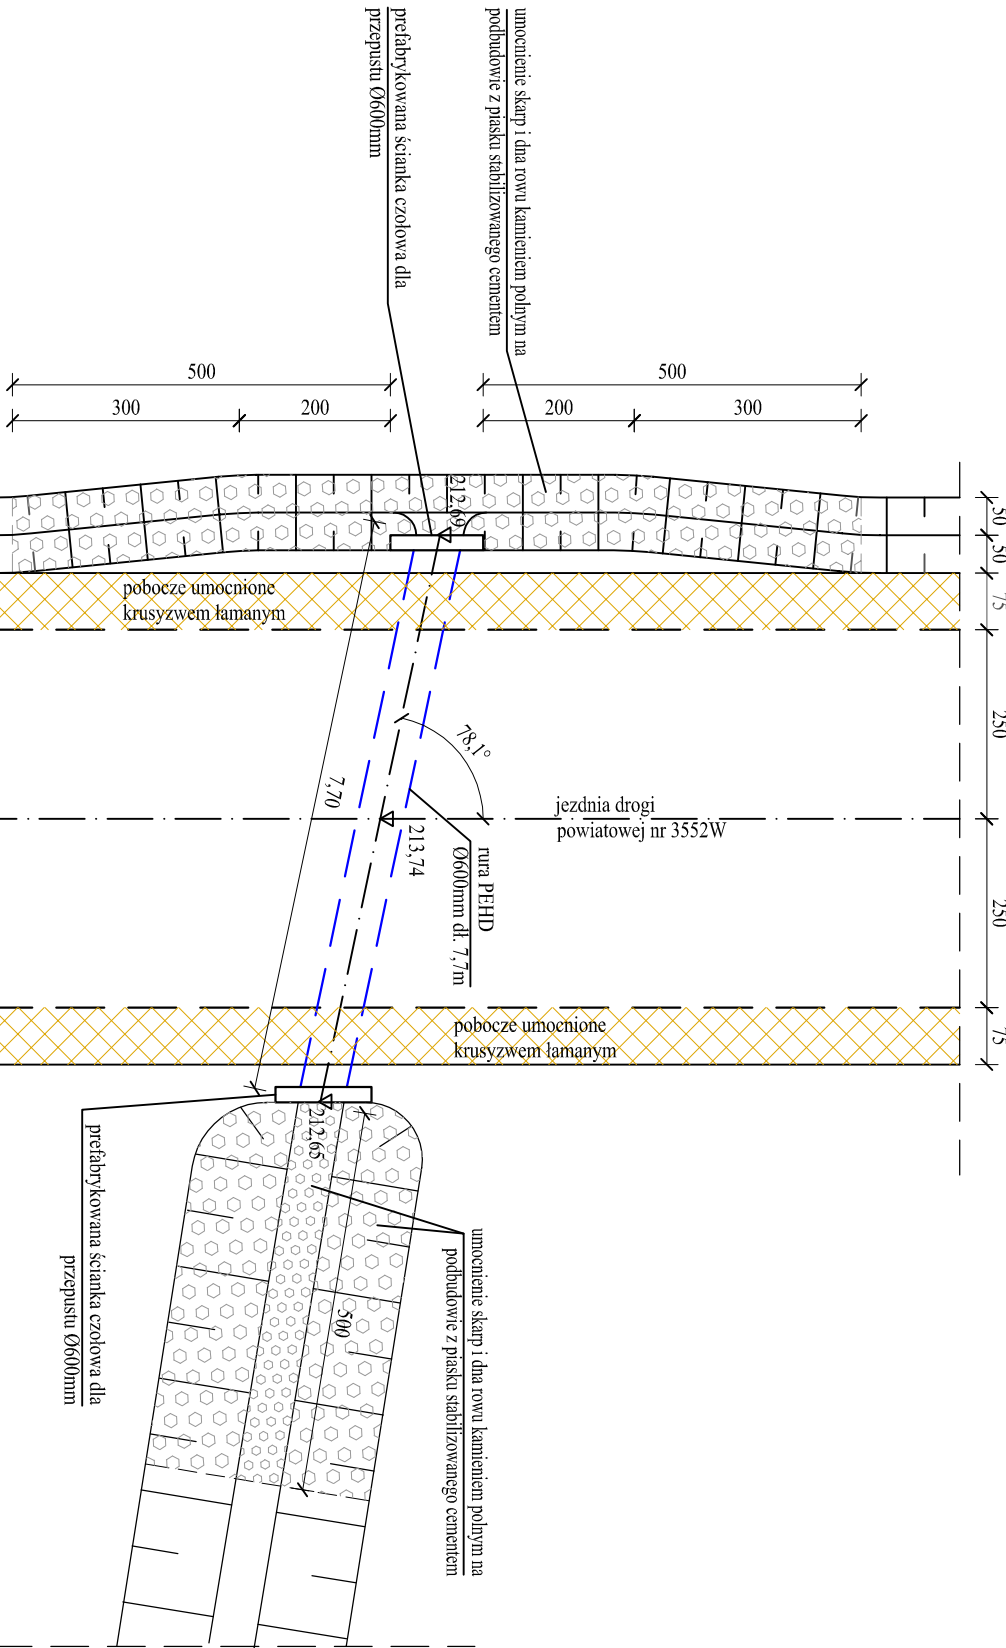 umocnienie skarp i dna rowu kamieniem polnym na
podbudowie z piasku stabilizowanego cementem
prefabrykowana ścianka czołowa dla
przepustu Ø600mm
500
500
300
200
200
300
212,69
50
50
75
pobocze umocnione
krusyzwem łamanym
250
78,1°
7,70
jezdnia drogi
powiatowej nr 3552W
213,74
rura PEHD
Ø600mm dł. 7,7m
250
pobocze umocnione
krusyzwem łamanym
75
212,65
prefabrykowana ścianka czołowa dla
przepustu Ø600mm
umocnienie skarp i dna rowu kamieniem polnym na
podbudowie z piasku stabilizowanego cementem
500